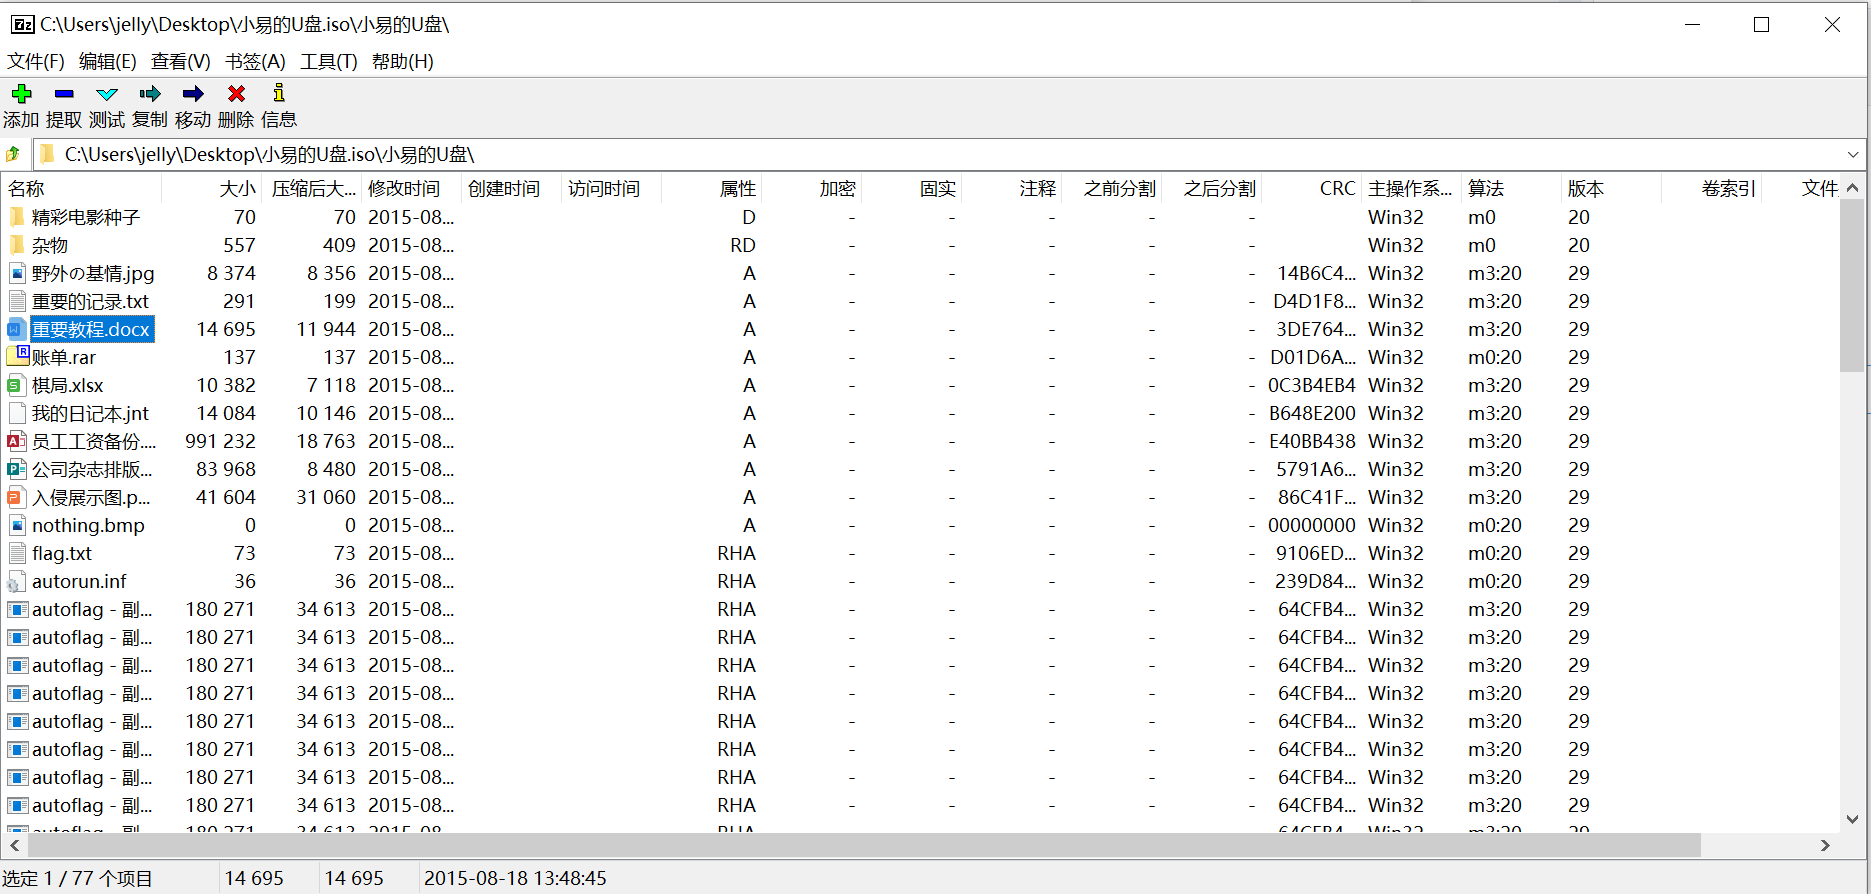 C:\Users\jelly\Desktop\小易的U盘.iso\小易的U盘\
文件(F) 编辑(E) 查看(V) 书签(A) 工具(T) 帮助(H)
添加 提取 测试 复制 移动 删除 信息
C:\Users\jelly\Desktop\小易的U盘.iso\小易的U盘\
名称 大小 压缩后大... 修改时间 创建时间 访问时间 属性 加密 固实 注释 之前分割 之后分割 CRC 主操作系... 算法 版本 卷索引 文件
精彩电影种子 70 70 2015-08... D - - - - - Win32 m0 20
杂物 557 409 2015-08... RD - - - - - Win32 m0 20
野外の基情.jpg 8 374 8 356 2015-08... A - - - - - 14B6C4... Win32 m3:20 29
重要的记录.txt 291 199 2015-08... A - - - - - D4D1F8... Win32 m3:20 29
重要教程.docx 14 695 11 944 2015-08... A - - - - - 3DE764... Win32 m3:20 29
账单.rar 137 137 2015-08... A - - - - - D01D6A... Win32 m0:20 29
棋局.xlsx 10 382 7 118 2015-08... A - - - - - 0C3B4EB4 Win32 m3:20 29
我的日记本.jnt 14 084 10 146 2015-08... A - - - - - B648E200 Win32 m3:20 29
员工工资备份.... 991 232 18 763 2015-08... A - - - - - E40BB438 Win32 m3:20 29
公司杂志排版... 83 968 8 480 2015-08... A - - - - - 5791A6... Win32 m3:20 29
入侵展示图.p... 41 604 31 060 2015-08... A - - - - - 86C41F... Win32 m3:20 29
nothing.bmp 0 0 2015-08... A - - - - - 00000000 Win32 m0:20 29
flag.txt 73 73 2015-08... RHA - - - - - 9106ED... Win32 m0:20 29
autorun.inf 36 36 2015-08... RHA - - - - - 239D84... Win32 m0:20 29
autoflag - 副... 180 271 34 613 2015-08... RHA - - - - - 64CFB4... Win32 m3:20 29
autoflag - 副... 180 271 34 613 2015-08... RHA - - - - - 64CFB4... Win32 m3:20 29
autoflag - 副... 180 271 34 613 2015-08... RHA - - - - - 64CFB4... Win32 m3:20 29
autoflag - 副... 180 271 34 613 2015-08... RHA - - - - - 64CFB4... Win32 m3:20 29
autoflag - 副... 180 271 34 613 2015-08... RHA - - - - - 64CFB4... Win32 m3:20 29
autoflag - 副... 180 271 34 613 2015-08... RHA - - - - - 64CFB4... Win32 m3:20 29
autoflag - 副... 180 271 34 613 2015-08... RHA - - - - - 64CFB4... Win32 m3:20 29
autoflag - 副... 180 271 34 613 2015-08... RHA - - - - - 64CFB4... Win32 m3:20 29
autoflag - 副... 180 271 34 613 2015-08... RHA 64CFB4... Win32 m3:20 29
选定 1 / 77 个项目 14 695 14 695 2015-08-18 13:48:45